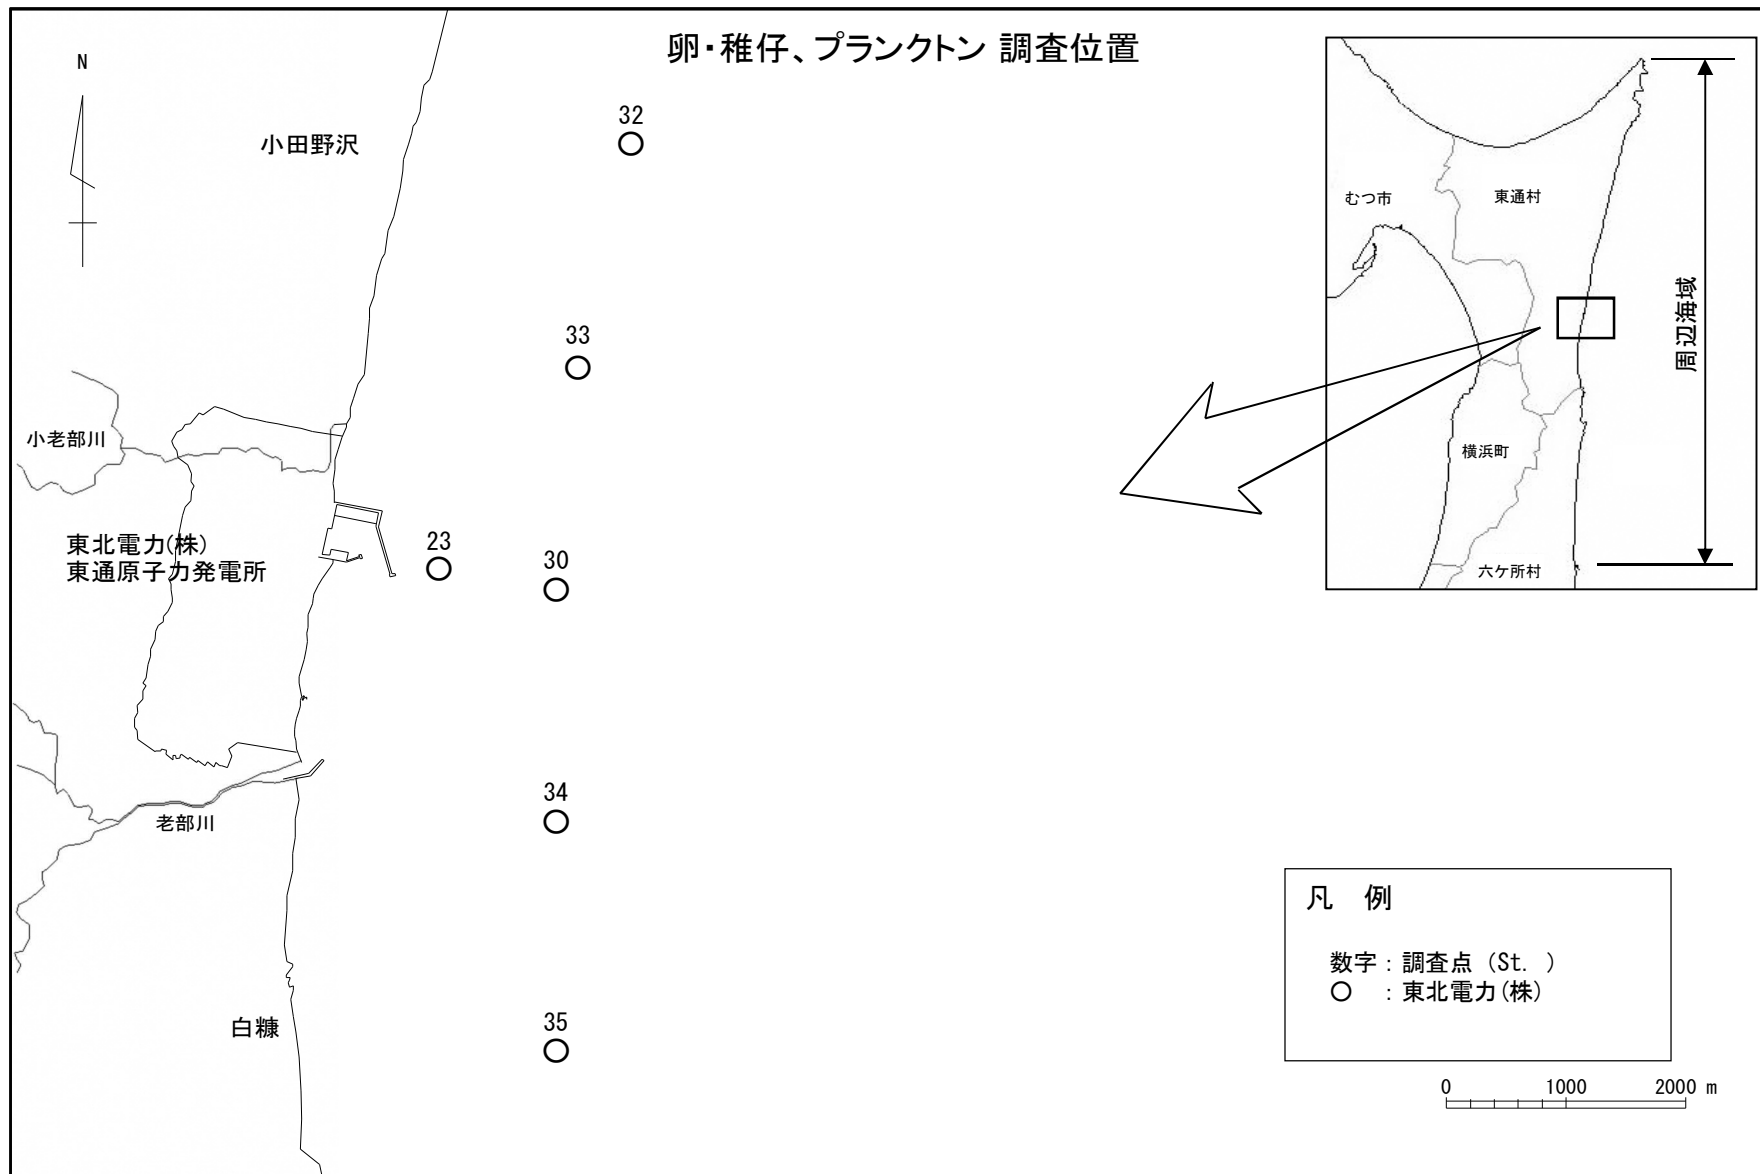 卵・稚仔、プランクトン 調査位置
N
小田野沢
32
33
小老部川
東北電力(株)
東通原子力発電所
23
30
34
老部川
35
白糠
むつ市
東通村
横浜町
六ケ所村
周辺海域
凡 例
数字 : 調査点 (St. )
○ : 東北電力(株)
0 1000 2000 m